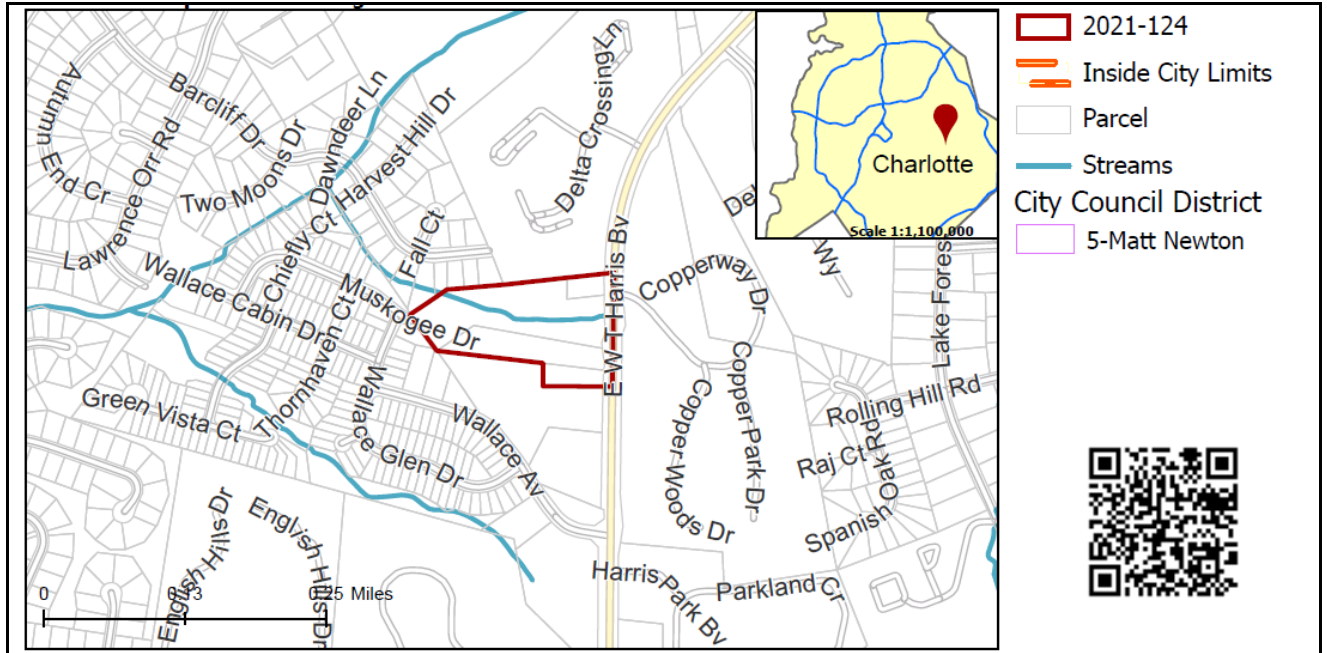 Autumn
End Cr
Lawrence Orr Rd
Barcliff Dr
Two Moons Dr
Dawndeer Ln
Harvest Hill Dr
Chiefly Ct
Fall Ct
Wallace Cabin Dr
Muskogee Dr
Thornhaven Ct
Green Vista Ct
Wallace
Glen Dr
Wallace Av
English Hills Dr
English Hills Dr
0
0.13
0.25 Miles
Delta Crossing Ln
E W T Harris Bv
Copperway Dr
Copper Woods Dr
Copper Park Dr
Harris Park Bv
Parkland Cr
Wy
Lake Fores
Rolling Hill Rd
Raj Ct
Spanish Oak Rd
Charlotte
Scale 1:1,100,000
2021-124
Inside City Limits
Parcel
Streams
City Council District
5-Matt Newton